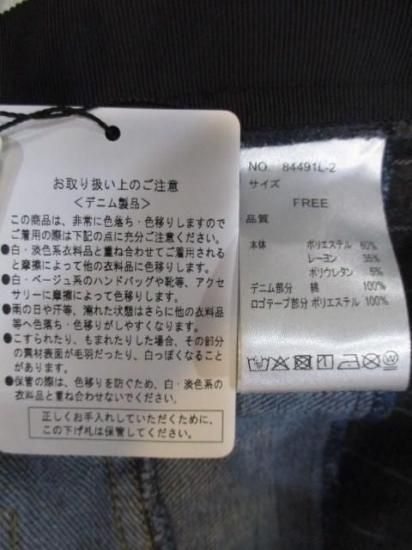 お取り扱い上のご注意
＜デニム製品＞
この商品は、非常に色落ち・色移りしますので
ご着用の際は下記の点に充分ご注意ください。
●白・淡色系衣料品と重ね合わせてご着用される
と摩擦によって他の衣料品に色移りします。
●白・ベージュ系のハンドバッグや靴等、アクセ
サリーに摩擦によって色移りします。
●雨の日や汗等、濡れた状態はさらに他の衣料品
等へ色落ち・色移りがしやすくなります。
●こすられたり、もまれたりした場合、その部分
の素材表面が毛羽だったり、白っぽくなること
があります。
●保管の際は、色移りを防ぐため、白・淡色系の
衣料品と重ね合わせないでください。
正しくお手入れしていただくために、
この下げ札は保管してください。
NO. 84491L-2
サイズ
FREE
品質
本体 ポリエステル 60%
レーヨン 35%
ポリウレタン 5%
デニム部分 綿 100%
ロゴテープ部分 ポリエステル 100%